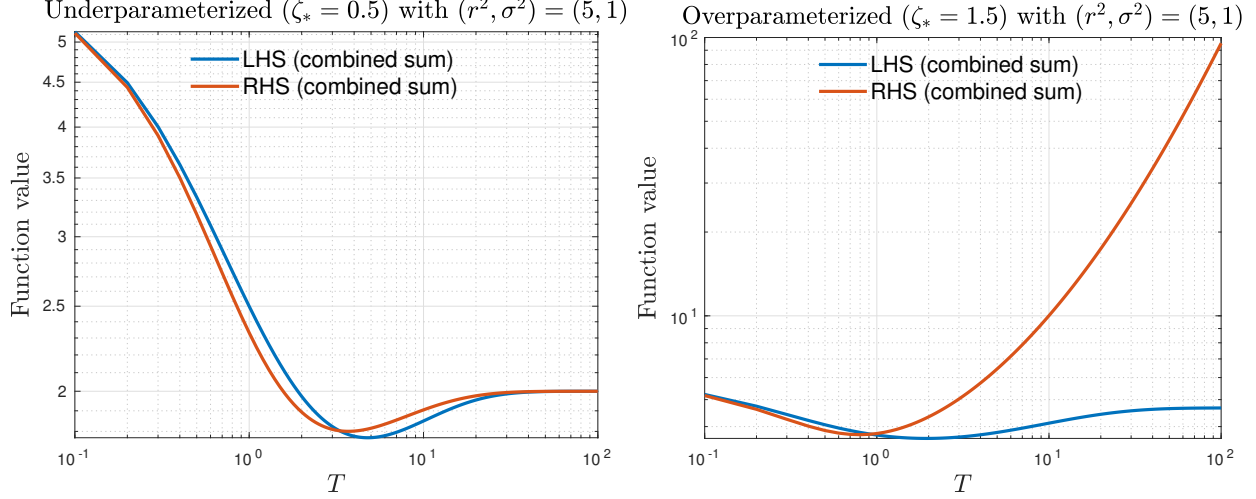 Underparameterized (ζ* = 0.5) with (r², σ²) = (5, 1)
LHS (combined sum)
RHS (combined sum)
5
4.5
4
3.5
3
2.5
2
Function value
10⁻¹
10⁰
10¹
10²
T
Overparameterized (ζ* = 1.5) with (r², σ²) = (5, 1)
LHS (combined sum)
RHS (combined sum)
10²
10¹
Function value
10⁻¹
10⁰
10¹
10²
T